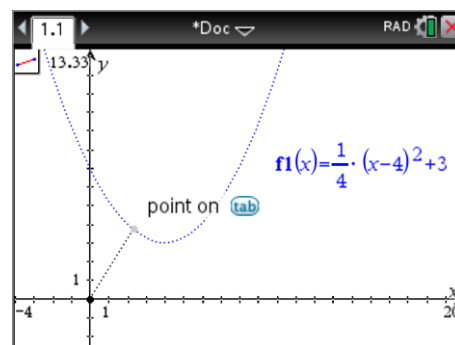 1.1
*Doc
RAD
13.33
y
f1(x)=1/4·(x-4)²+3
point on tab
1
x
-4
1
20